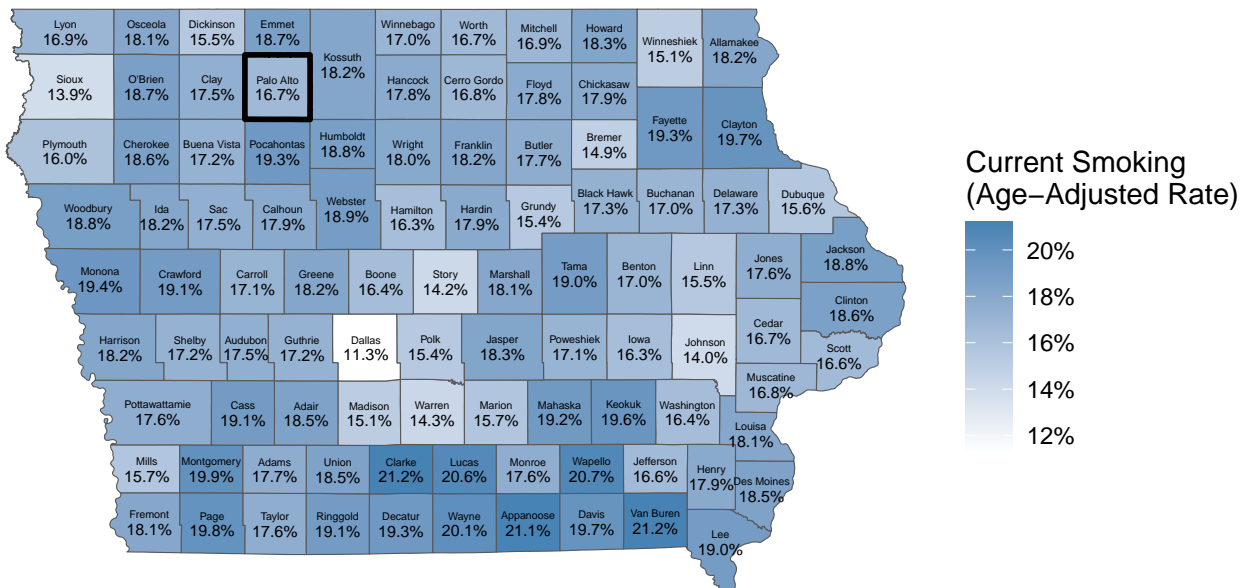 Lyon
16.9%
Osceola
18.1%
Dickinson
15.5%
Emmet
18.7%
Kossuth
18.2%
Winnebago
17.0%
Worth
16.7%
Mitchell
16.9%
Howard
18.3%
Winneshiek
15.1%
Allamakee
18.2%
Sioux
13.9%
O'Brien
18.7%
Clay
17.5%
Palo Alto
16.7%
Hancock
17.8%
Cerro Gordo
16.8%
Floyd
17.8%
Chickasaw
17.9%
Fayette
19.3%
Clayton
19.7%
Plymouth
16.0%
Cherokee
18.6%
Buena Vista
17.2%
Pocahontas
19.3%
Humboldt
18.8%
Wright
18.0%
Franklin
18.2%
Butler
17.7%
Bremer
14.9%
Woodbury
18.8%
Ida
18.2%
Sac
17.5%
Calhoun
17.9%
Webster
18.9%
Hamilton
16.3%
Hardin
17.9%
Grundy
15.4%
Black Hawk
17.3%
Buchanan
17.0%
Delaware
17.3%
Dubuque
15.6%
Monona
19.4%
Crawford
19.1%
Carroll
17.1%
Greene
18.2%
Boone
16.4%
Story
14.2%
Marshall
18.1%
Tama
19.0%
Benton
17.0%
Linn
15.5%
Jones
17.6%
Jackson
18.8%
Clinton
18.6%
Harrison
18.2%
Shelby
17.2%
Audubon
17.5%
Guthrie
17.2%
Dallas
11.3%
Polk
15.4%
Jasper
18.3%
Poweshiek
17.1%
Iowa
16.3%
Johnson
14.0%
Cedar
16.7%
Scott
16.6%
Muscatine
16.8%
Pottawattamie
17.6%
Cass
19.1%
Adair
18.5%
Madison
15.1%
Warren
14.3%
Marion
15.7%
Mahaska
19.2%
Keokuk
19.6%
Washington
16.4%
Louisa
18.1%
Mills
15.7%
Montgomery
19.9%
Adams
17.7%
Union
18.5%
Clarke
21.2%
Lucas
20.6%
Monroe
17.6%
Wapello
20.7%
Jefferson
16.6%
Henry
17.9%
Des Moines
18.5%
Fremont
18.1%
Page
19.8%
Taylor
17.6%
Ringgold
19.1%
Decatur
19.3%
Wayne
20.1%
Appanoose
21.1%
Davis
19.7%
Van Buren
21.2%
Lee
19.0%
Current Smoking
(Age−Adjusted Rate)
20%
18%
16%
14%
12%